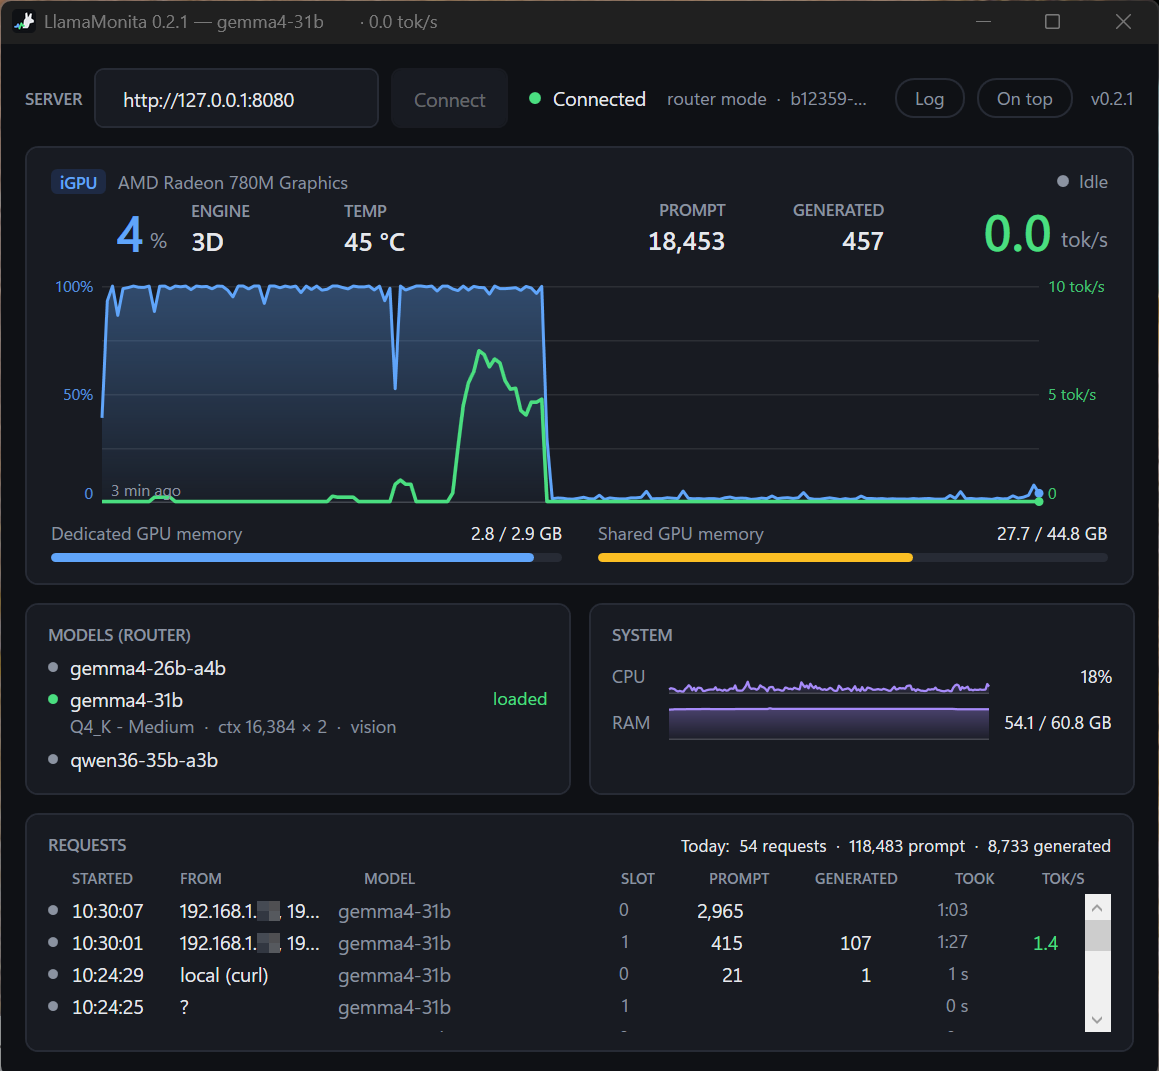 LlamaMonita 0.2.1 — gemma4-31b · 0.0 tok/s
SERVER http://127.0.0.1:8080 Connect Connected router mode · b12359-... Log On top v0.2.1
iGPU AMD Radeon 780M Graphics Idle
ENGINE TEMP PROMPT GENERATED
4 % 3D 45 °C 18,453 457 0.0 tok/s
100% 10 tok/s
50% 5 tok/s
0 3 min ago 0
Dedicated GPU memory 2.8 / 2.9 GB Shared GPU memory 27.7 / 44.8 GB
MODELS (ROUTER)
gemma4-26b-a4b
gemma4-31b loaded
Q4_K - Medium · ctx 16,384 × 2 · vision
qwen36-35b-a3b
SYSTEM
CPU 18%
RAM 54.1 / 60.8 GB
REQUESTS Today: 54 requests · 118,483 prompt · 8,733 generated
STARTED FROM MODEL SLOT PROMPT GENERATED TOOK TOK/S
10:30:07 192.168.1. , 19... gemma4-31b 0 2,965 1:03
10:30:01 192.168.1. , 19... gemma4-31b 1 415 107 1:27 1.4
10:24:29 local (curl) gemma4-31b 0 21 1 1 s
10:24:25 ? gemma4-31b 1 0 s